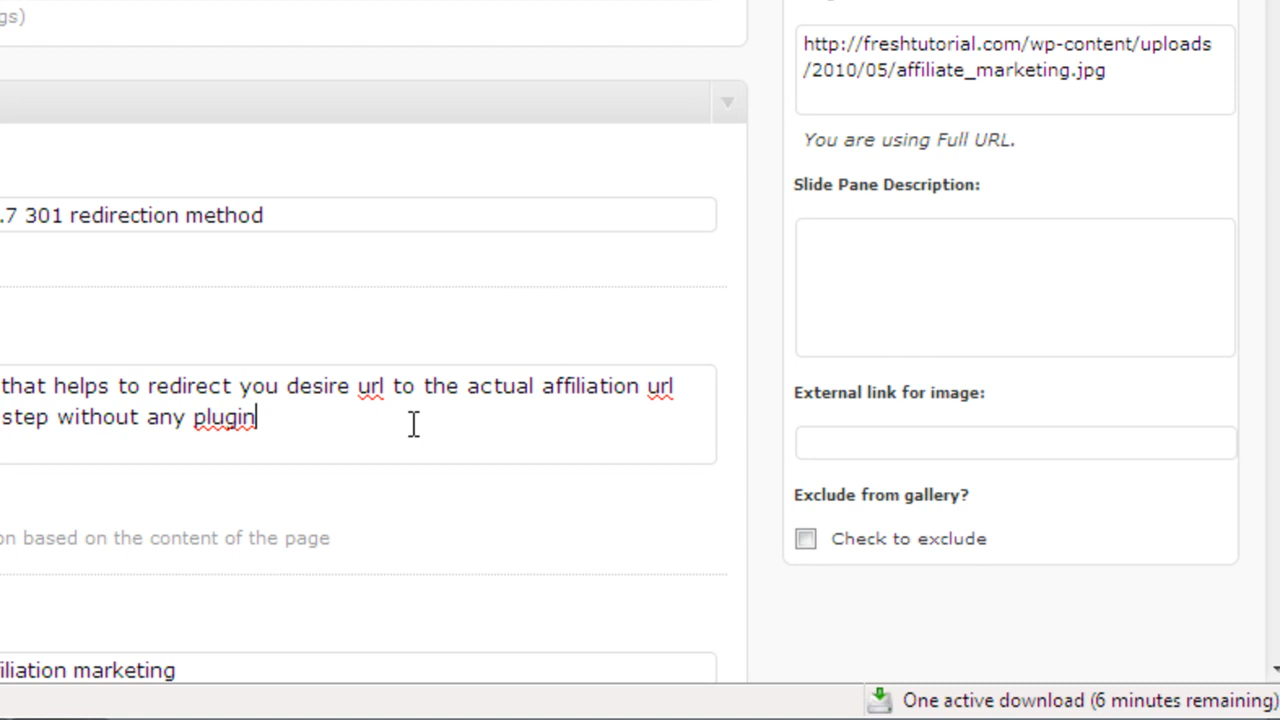 gs)
.7 301 redirection method
that helps to redirect you desire url to the actual affiliation url
step without any plugin
on based on the content of the page
iliation marketing
http://freshtutorial.com/wp-content/uploads
/2010/05/affiliate_marketing.jpg
You are using Full URL.
Slide Pane Description:
External link for image:
Exclude from gallery?
Check to exclude
One active download (6 minutes remaining)